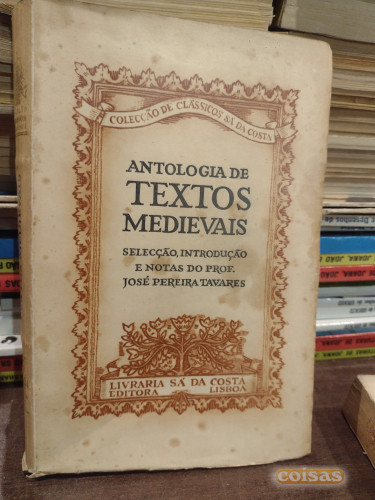 COLECÇÃO DE CLÁSSICOS SÁ DA COSTA
ANTOLOGIA DE
TEXTOS
MEDIEVAIS
SELECÇÃO, INTRODUÇÃO
E NOTAS DO PROF.
JOSÉ PEREIRA TAVARES
LIVRARIA SÁ DA COSTA
EDITORA LISBOA
coisas